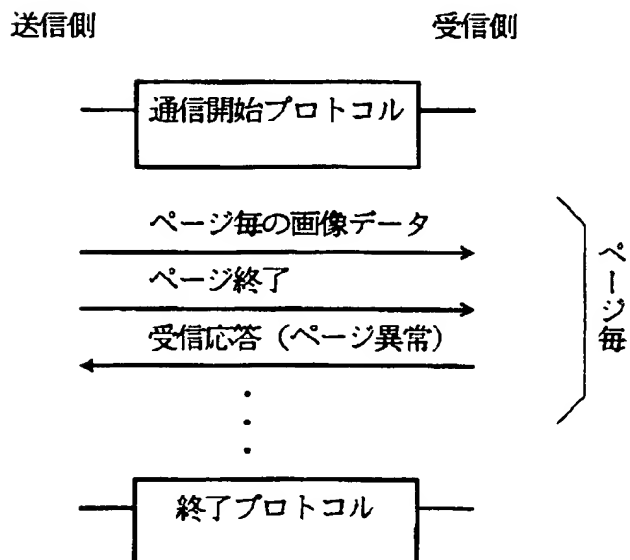 送信側
受信側
通信開始プロトコル
ページ毎の画像データ
ページ終了
受信応答（ページ異常）
ページ毎
終了プロトコル